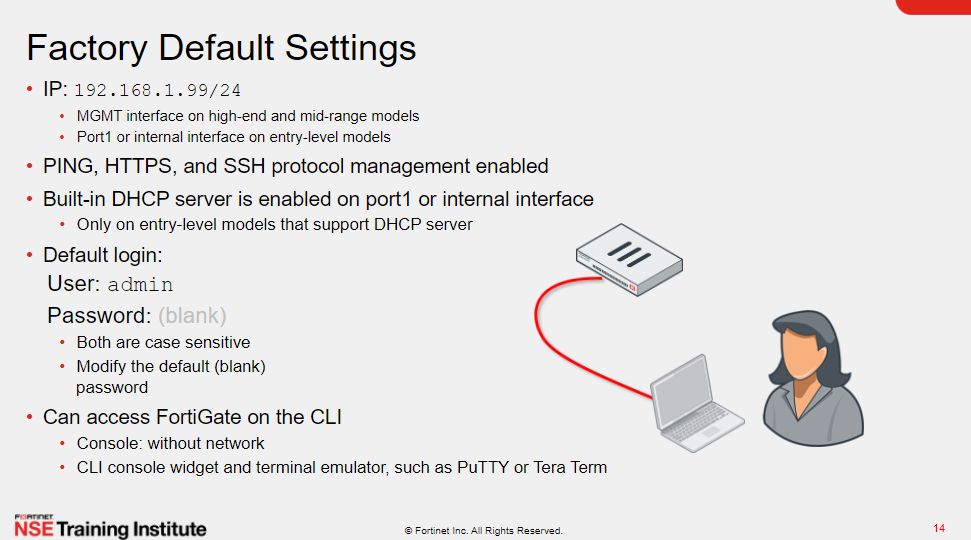 Factory Default Settings
• IP: 192.168.1.99/24
• MGMT interface on high-end and mid-range models
• Port1 or internal interface on entry-level models
• PING, HTTPS, and SSH protocol management enabled
• Built-in DHCP server is enabled on port1 or internal interface
• Only on entry-level models that support DHCP server
• Default login:
User: admin
Password: (blank)
• Both are case sensitive
• Modify the default (blank)
password
• Can access FortiGate on the CLI
• Console: without network
• CLI console widget and terminal emulator, such as PuTTY or Tera Term
FORTINET
NSE Training Institute
© Fortinet Inc. All Rights Reserved.
14